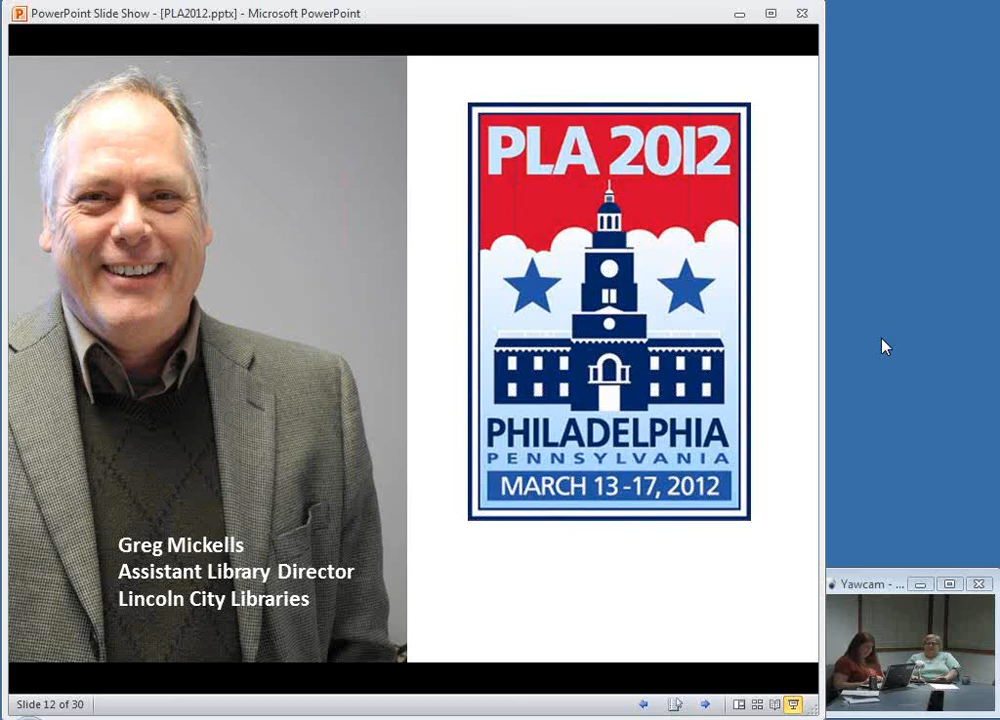 PowerPoint Slide Show - [PLA2012.pptx] - Microsoft PowerPoint
PLA 2012
PHILADELPHIA
PENNSYLVANIA
MARCH 13-17, 2012
Greg Mickells
Assistant Library Director
Lincoln City Libraries
Yawcam - ...
Slide 12 of 30